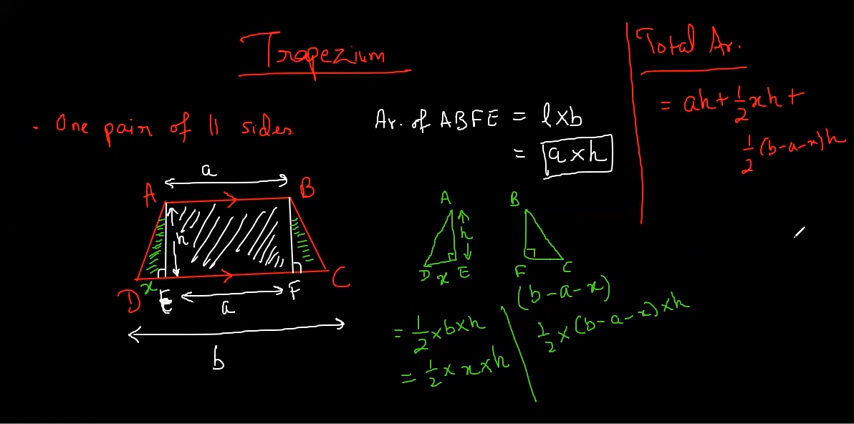 Trapezium
- One pair of || sides
a
A
B
h
x
D
E
a
F
C
b
Ar. of ABFE = l×b
= a×h
A
h
D
x
E
B
F
C
(b-a-x)
= 1/2 × b × h
= 1/2 × x × h
1/2 × (b-a-x) × h
Total Ar.
= ah + 1/2 xh +
1/2 (b-a-x) h